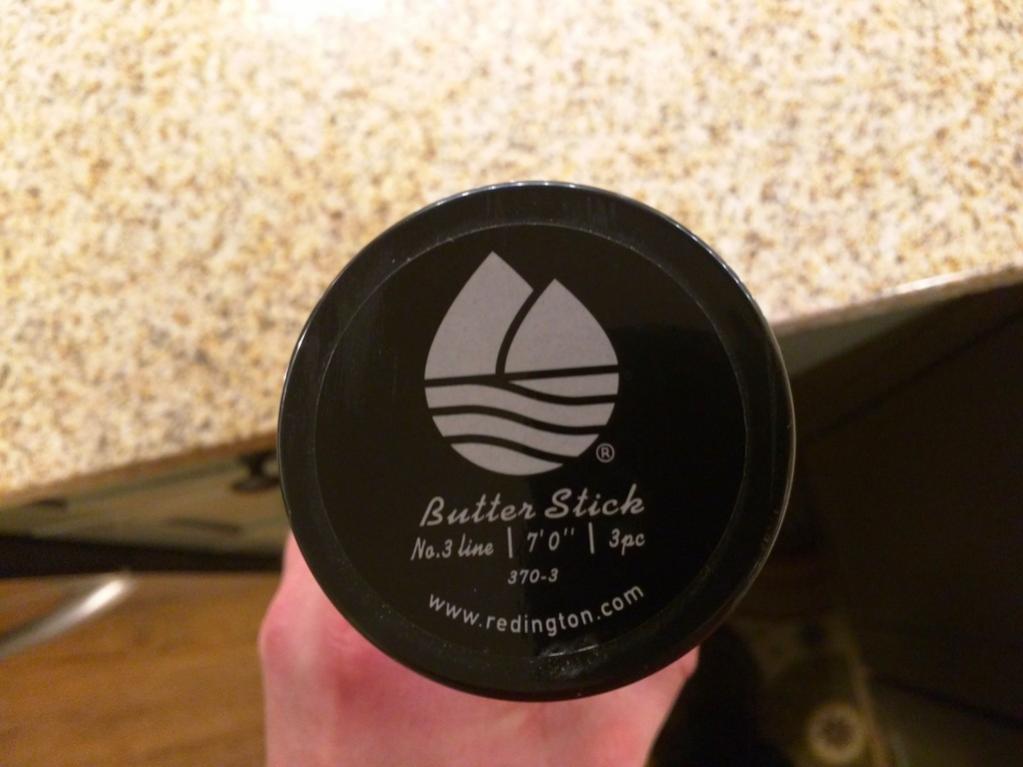 ®
Butter Stick
No.3 line | 7'0" | 3pc
370-3
www.redington.com